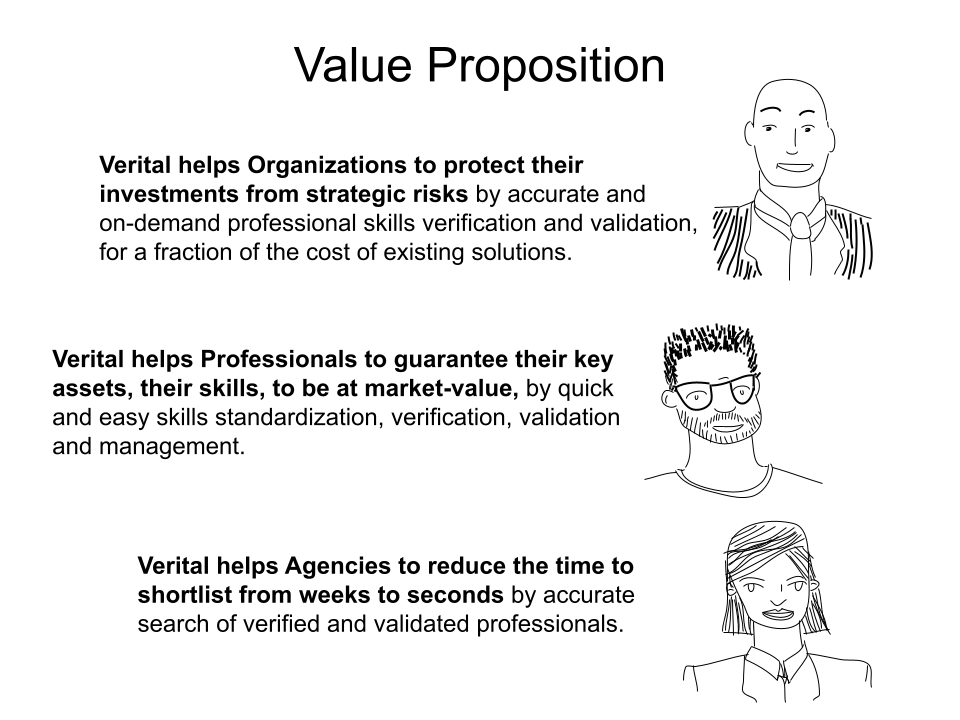 Value Proposition
Verital helps Organizations to protect their
investments from strategic risks by accurate and
on-demand professional skills verification and validation,
for a fraction of the cost of existing solutions.
Verital helps Professionals to guarantee their key
assets, their skills, to be at market-value, by quick
and easy skills standardization, verification, validation
and management.
Verital helps Agencies to reduce the time to
shortlist from weeks to seconds by accurate
search of verified and validated professionals.